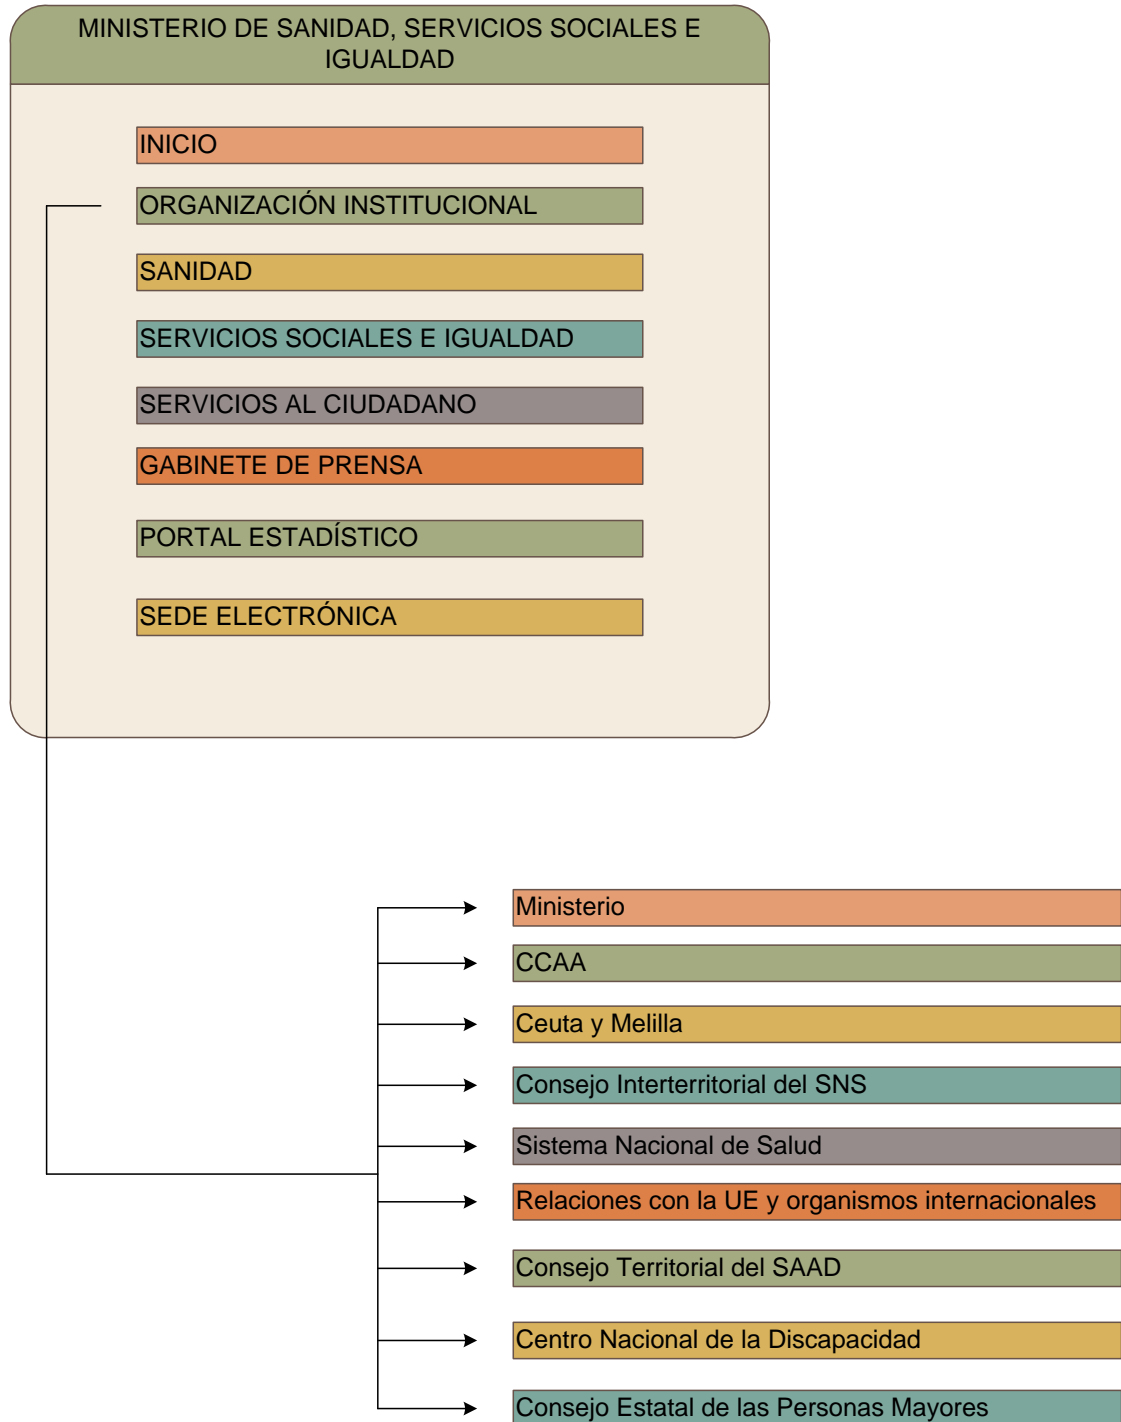 MINISTERIO DE SANIDAD, SERVICIOS SOCIALES E
IGUALDAD
INICIO
ORGANIZACIÓN INSTITUCIONAL
SANIDAD
SERVICIOS SOCIALES E IGUALDAD
SERVICIOS AL CIUDADANO
GABINETE DE PRENSA
PORTAL ESTADÍSTICO
SEDE ELECTRÓNICA
Ministerio
CCAA
Ceuta y Melilla
Consejo Interterritorial del SNS
Sistema Nacional de Salud
Relaciones con la UE y organismos internacionales
Consejo Territorial del SAAD
Centro Nacional de la Discapacidad
Consejo Estatal de las Personas Mayores